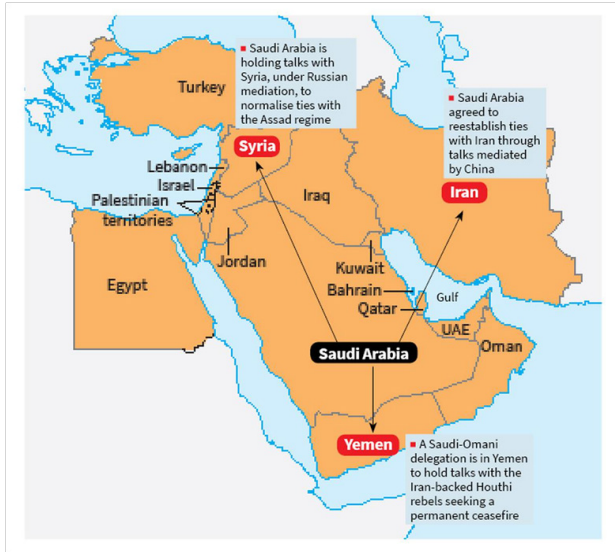 ▪ Saudi Arabia is
holding talks with
Syria, under Russian
mediation, to
normalise ties with
the Assad regime
Turkey
▪ Saudi Arabia
agreed to
reestablish ties
with Iran through
talks mediated
by China
Syria
Lebanon
Israel
Palestinian
territories
Iraq
Iran
Jordan
Kuwait
Egypt
Bahrain
Gulf
Qatar
UAE
Saudi Arabia
Oman
Yemen
▪ A Saudi-Omani
delegation is in Yemen
to hold talks with the
Iran-backed Houthi
rebels seeking a
permanent ceasefire